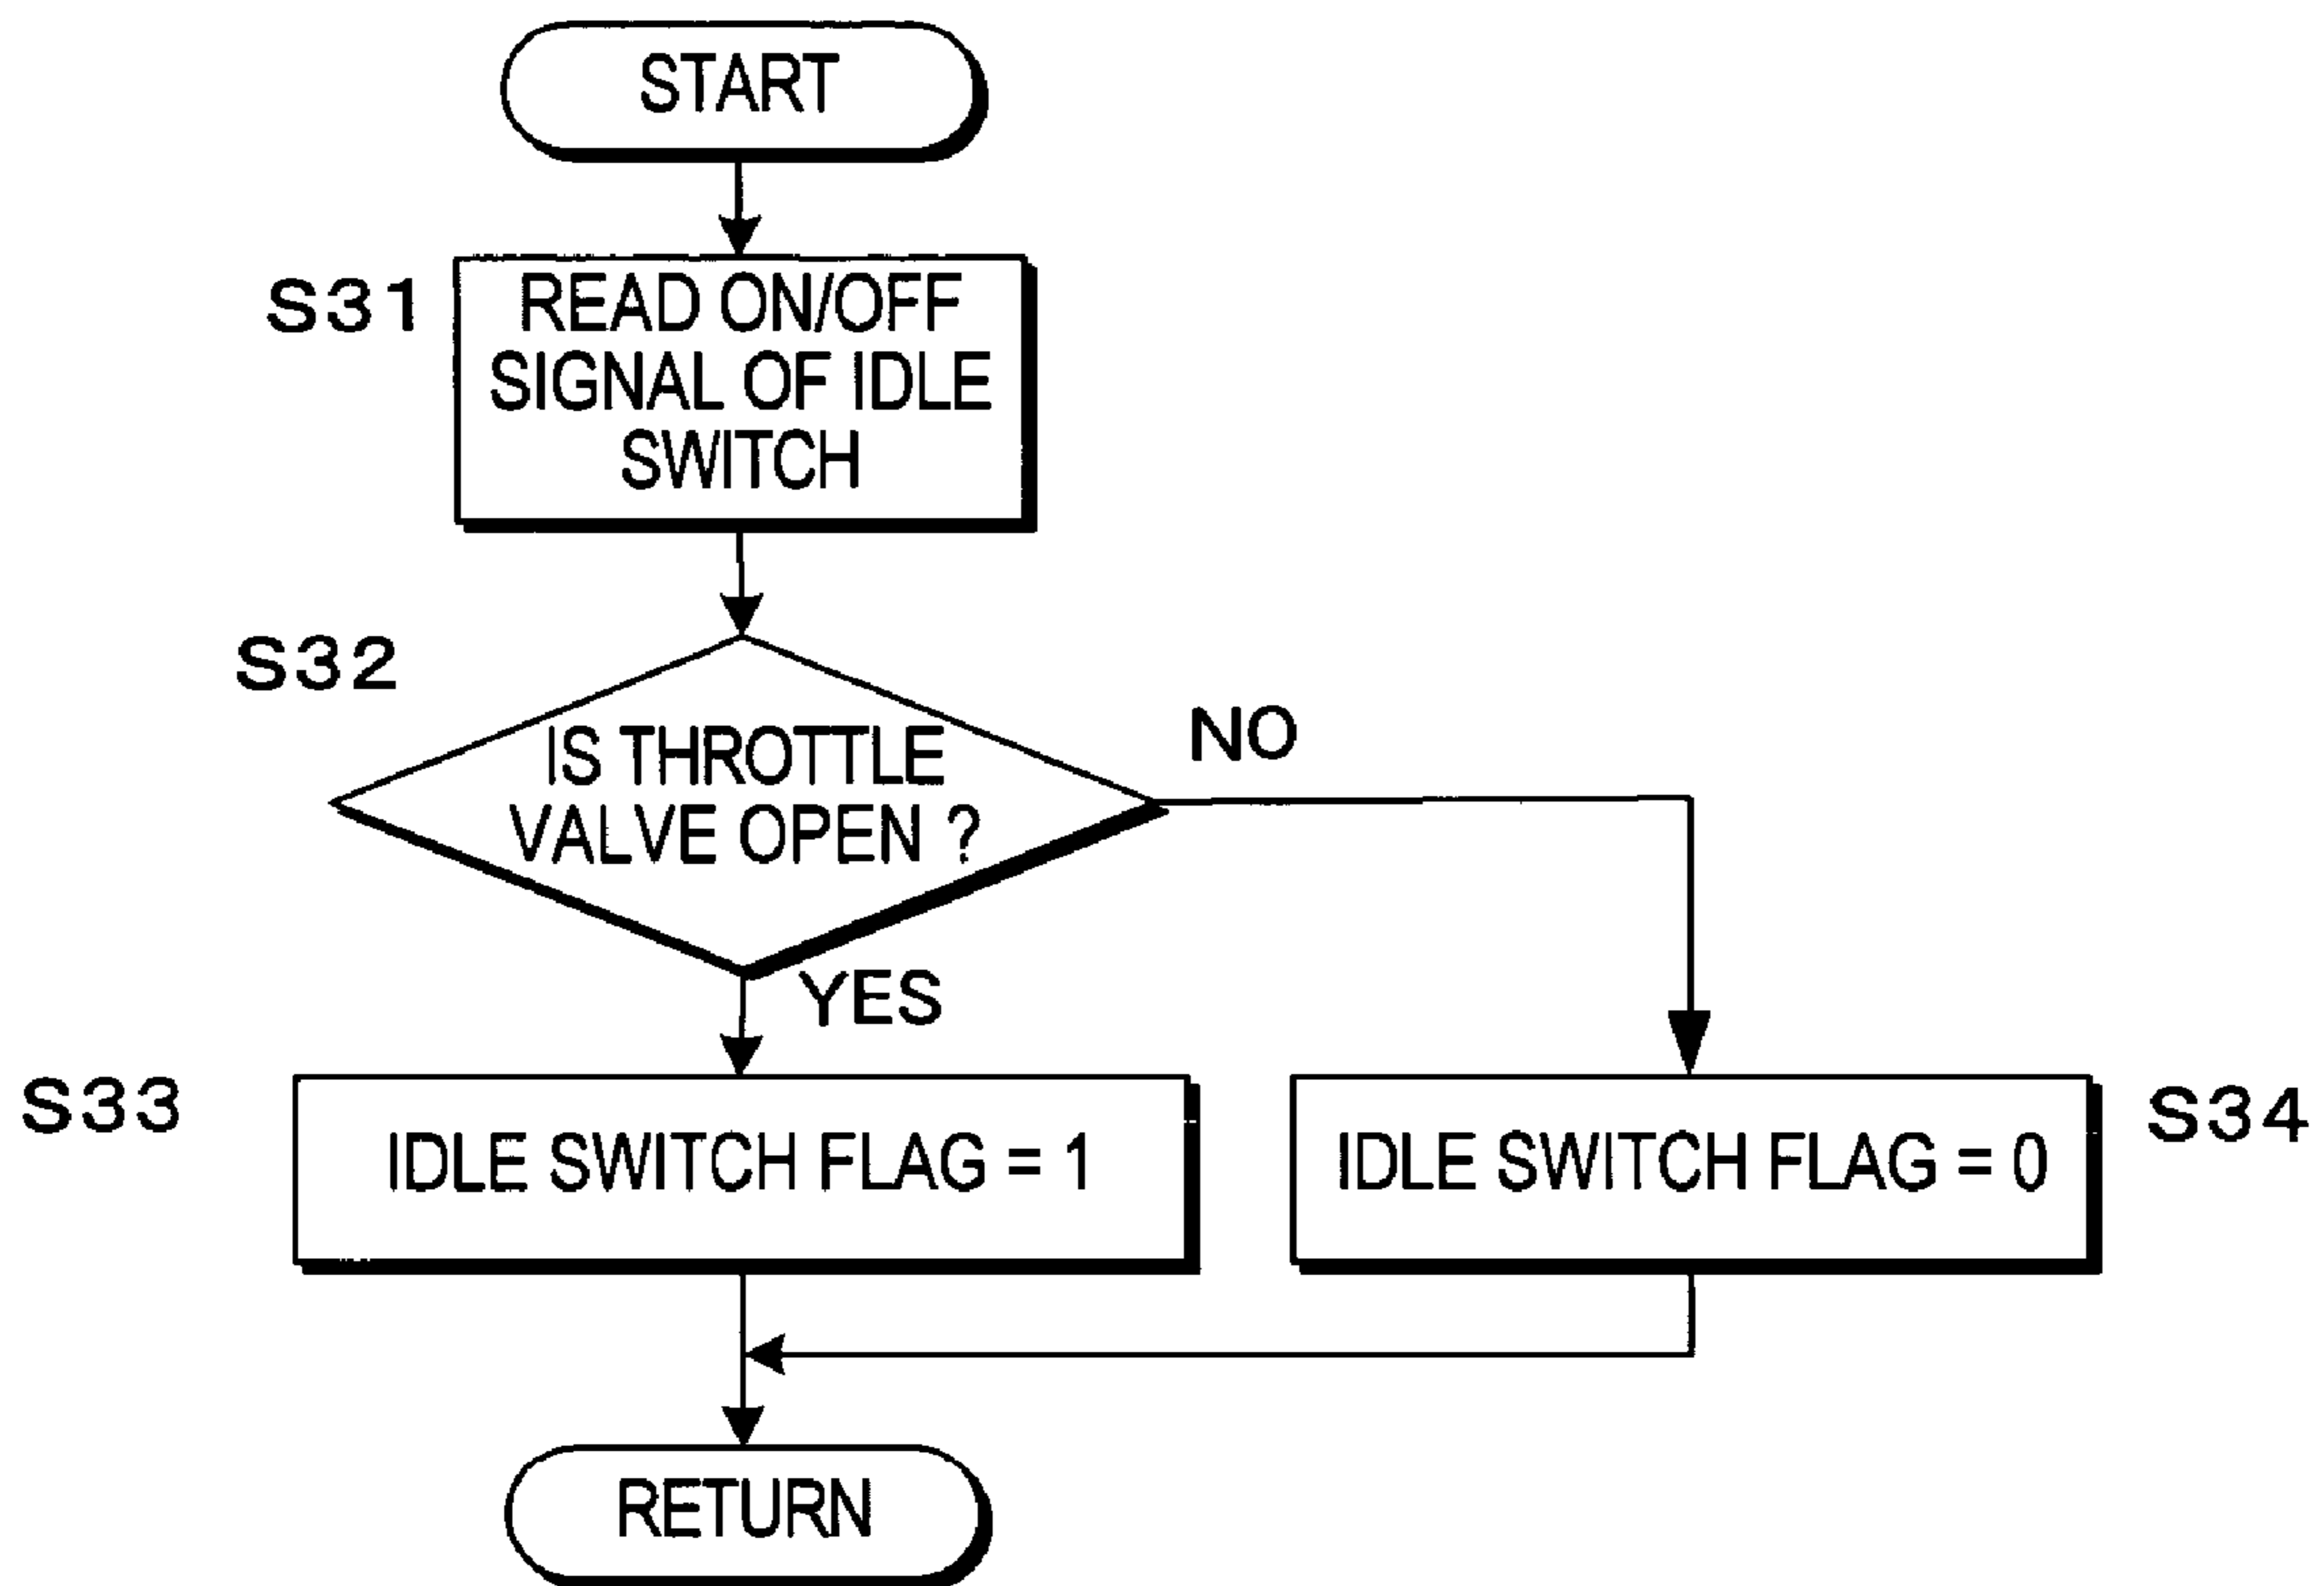 START
S31
READ ON/OFF
SIGNAL OF IDLE
SWITCH
S32
IS THROTTLE
VALVE OPEN ?
NO
YES
S33
IDLE SWITCH FLAG = 1
IDLE SWITCH FLAG = 0
S34
RETURN